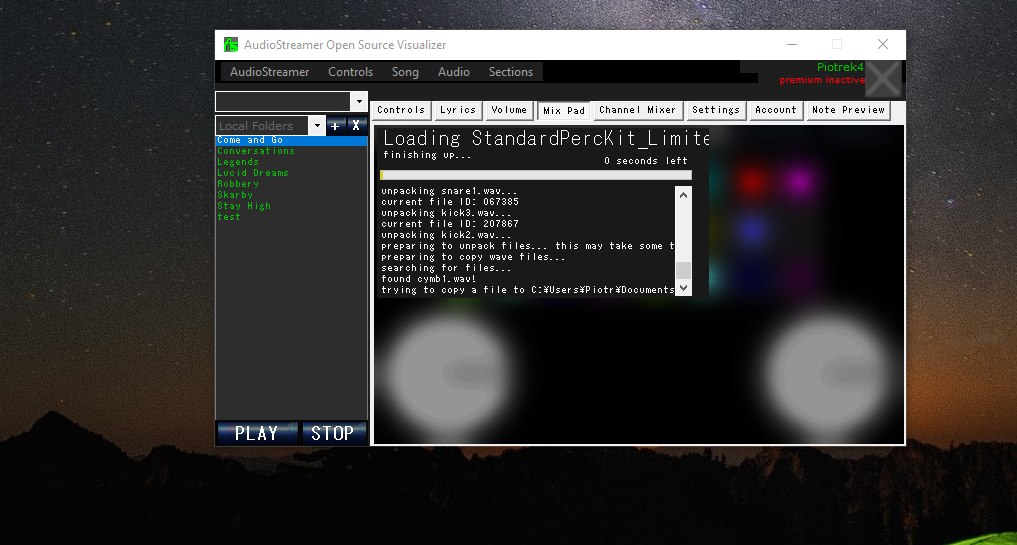 AudioStreamer Open Source Visualizer
AudioStreamer Controls Song Audio Sections
Piotrek4
premium inactive
Controls Lyrics Volume Mix Pad Channel Mixer Settings Account Note Preview
Local Folders + X
Come and Go
Conversations
Legends
Lucid Dreams
Robbery
Skarby
Stay High
test
PLAY STOP
Loading StandardPercKit_Limite
finishing up...
0 seconds left
unpacking snare1.wav...
current file ID: 067385
unpacking kick3.wav...
current file ID: 207867
unpacking kick2.wav...
preparing to unpack files... this may take some t
preparing to copy wave files...
searching for files...
found cymb1.wav!
trying to copy a file to C:¥Users¥Piotr¥Documents